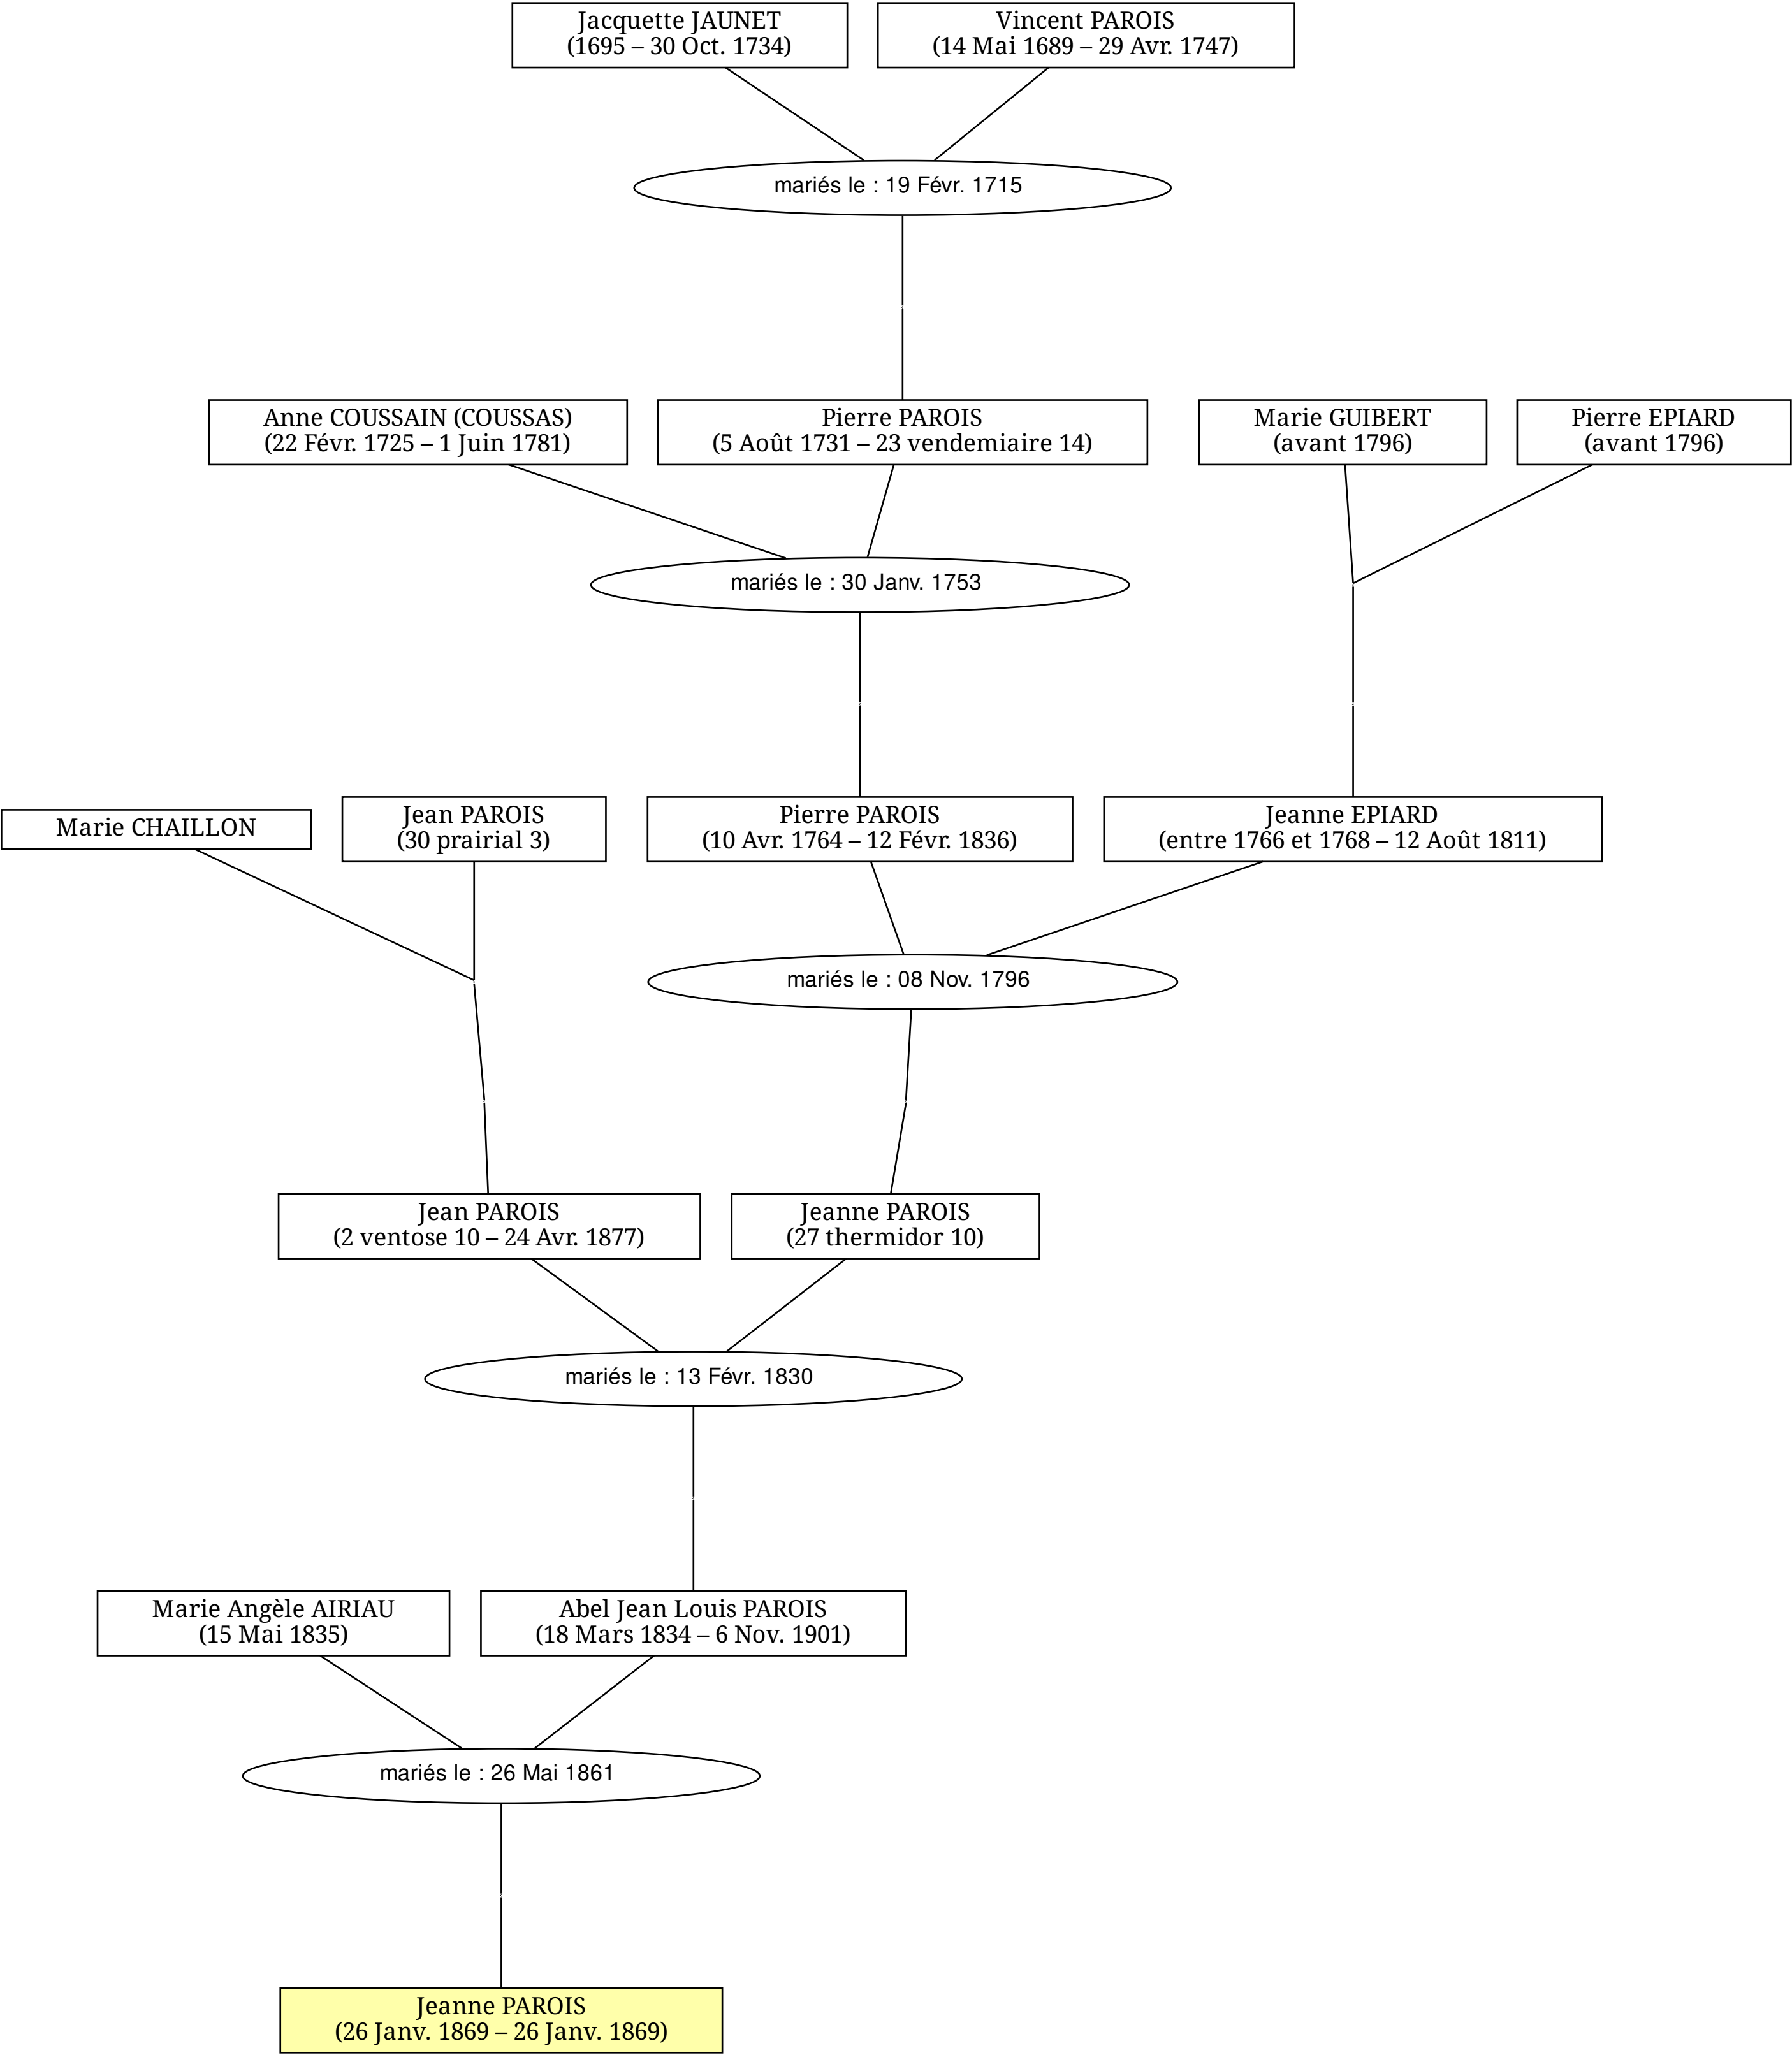 Jacquette JAUNET
(1695 – 30 Oct. 1734)
Vincent PAROIS
(14 Mai 1689 – 29 Avr. 1747)
mariés le : 19 Févr. 1715
Anne COUSSAIN (COUSSAS)
(22 Févr. 1725 – 1 Juin 1781)
Pierre PAROIS
(5 Août 1731 – 23 vendemiaire 14)
Marie GUIBERT
(avant 1796)
Pierre EPIARD
(avant 1796)
mariés le : 30 Janv. 1753
Marie CHAILLON
Jean PAROIS
(30 prairial 3)
Pierre PAROIS
(10 Avr. 1764 – 12 Févr. 1836)
Jeanne EPIARD
(entre 1766 et 1768 – 12 Août 1811)
mariés le : 08 Nov. 1796
Jean PAROIS
(2 ventose 10 – 24 Avr. 1877)
Jeanne PAROIS
(27 thermidor 10)
mariés le : 13 Févr. 1830
Marie Angèle AIRIAU
(15 Mai 1835)
Abel Jean Louis PAROIS
(18 Mars 1834 – 6 Nov. 1901)
mariés le : 26 Mai 1861
Jeanne PAROIS
(26 Janv. 1869 – 26 Janv. 1869)